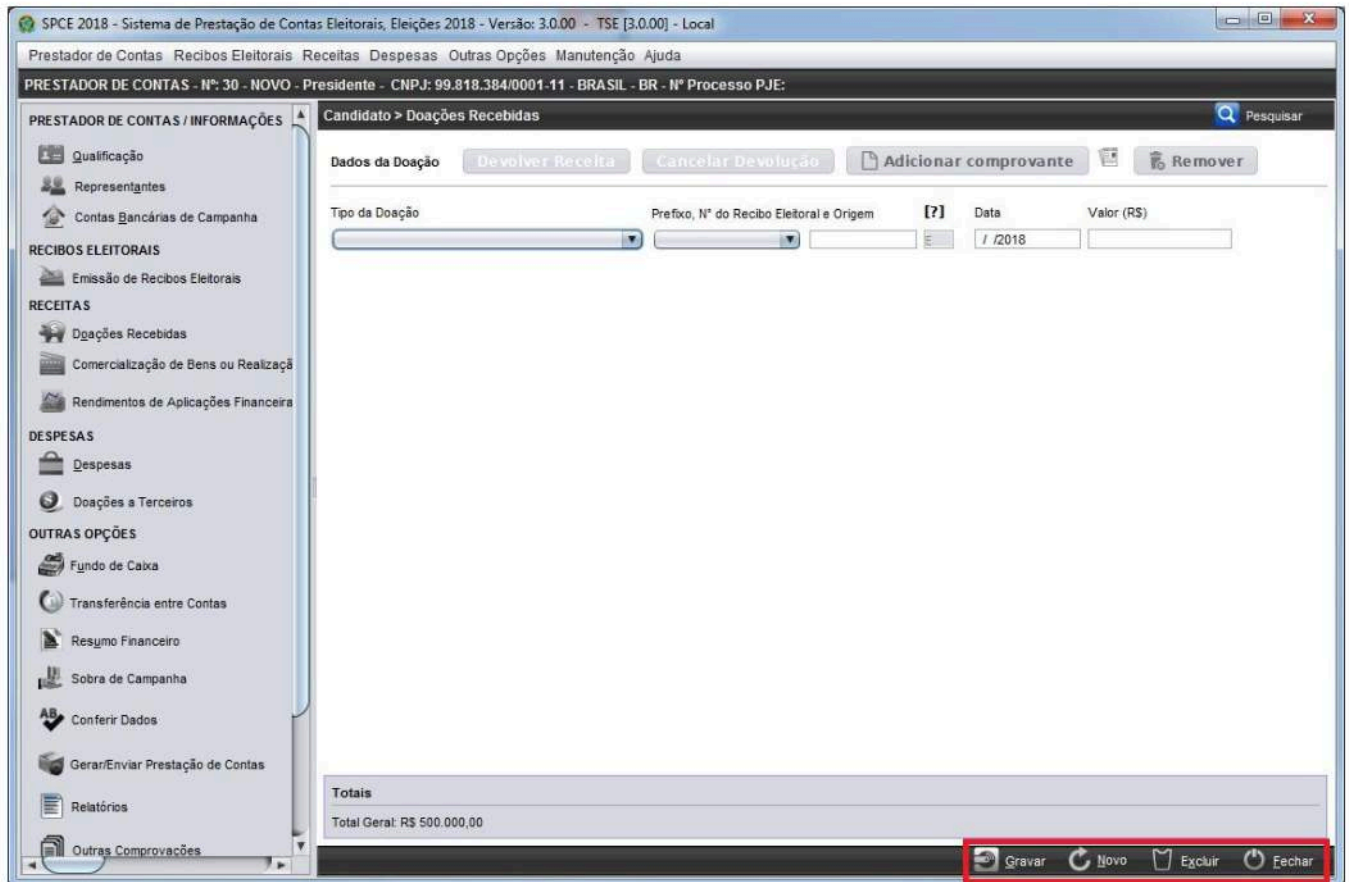 SPCE 2018 - Sistema de Prestação de Contas Eleitorais, Eleições 2018 - Versão: 3.0.00 - TSE [3.0.00] - Local
Prestador de Contas Recibos Eleitorais Receitas Despesas Outras Opções Manutenção Ajuda
PRESTADOR DE CONTAS - Nº: 30 - NOVO - Presidente - CNPJ: 99.818.384/0001-11 - BRASIL - BR - Nº Processo PJE:
PRESTADOR DE CONTAS / INFORMAÇÕES
Qualificação
Representantes
Contas Bancárias de Campanha
RECIBOS ELEITORAIS
Emissão de Recibos Eleitorais
RECEITAS
Doações Recebidas
Comercialização de Bens ou Realizaçã
Rendimentos de Aplicações Financeira
DESPESAS
Despesas
Doações a Terceiros
OUTRAS OPÇÕES
Fundo de Caixa
Transferência entre Contas
Resumo Financeiro
Sobra de Campanha
Conferir Dados
Gerar/Enviar Prestação de Contas
Relatórios
Outras Comprovações
Candidato > Doações Recebidas Pesquisar
Dados da Doação Devolver Receita Cancelar Devolução Adicionar comprovante Remover
Tipo da Doação Prefixo, N° do Recibo Eleitoral e Origem [?] Data Valor (R$)
E / /2018
Totais
Total Geral: R$ 500.000,00
Gravar Novo Excluir Fechar